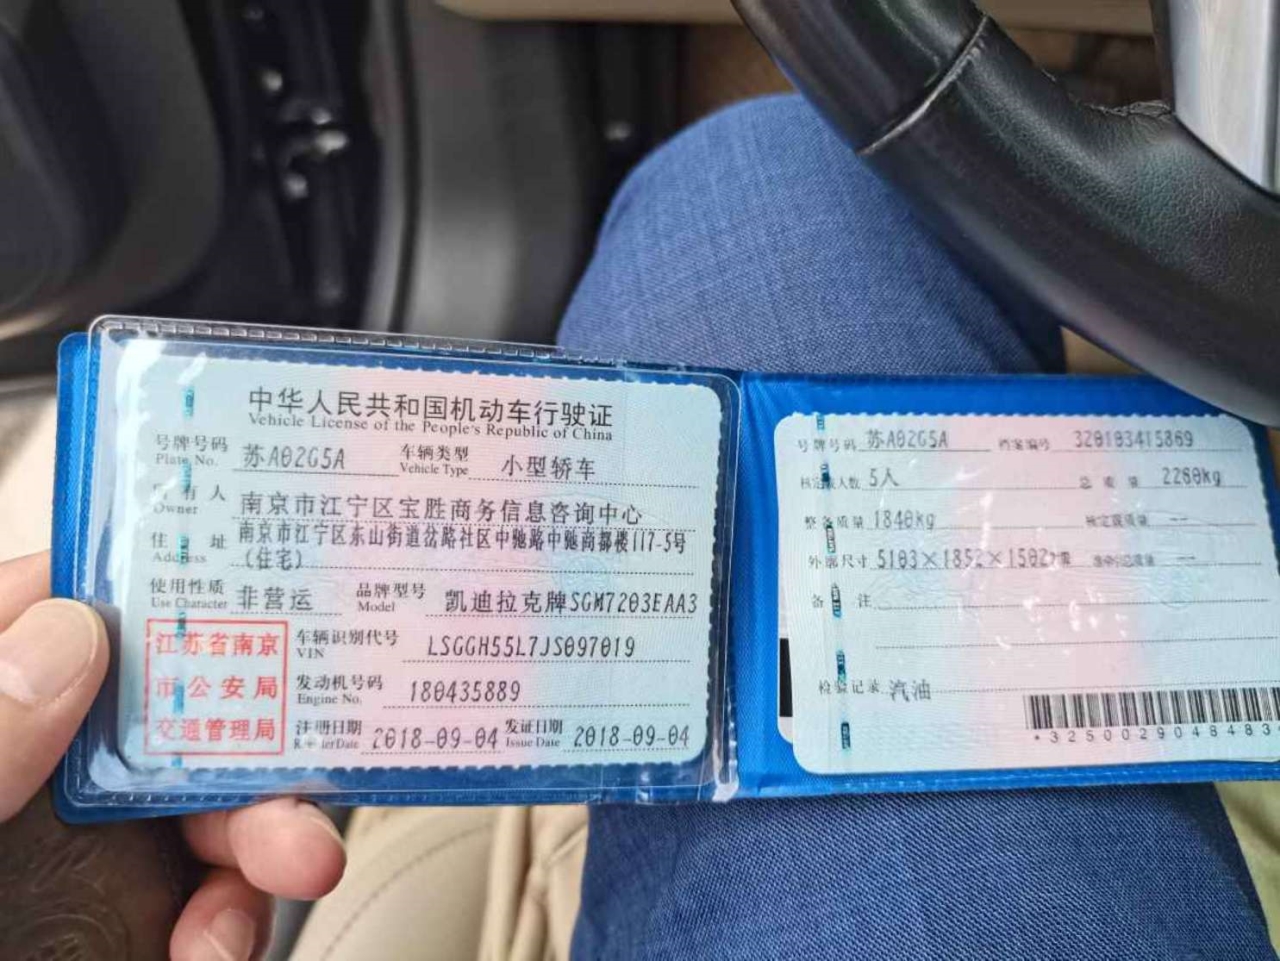 中华人民共和国机动车行驶证
Vehicle License of the People's Republic of China
号牌号码 苏A02G5A 车辆类型 小型轿车
Plate No. Vehicle Type
所有人 南京市江宁区宝胜商务信息咨询中心
Owner
住址 南京市江宁区东山街道岔路社区中驰路中驰商都楼117-5号
Address (住宅)
使用性质 非营运 品牌型号 凯迪拉克牌SGM7203EAA3
Use Character Model
江苏省南京
市公安局
交通管理局
车辆识别代号 LSGGH55L7JS097019
VIN
发动机号码 180435889
Engine No.
注册日期 2018-09-04 发证日期 2018-09-04
Issue Date
号牌号码 苏A02G5A 档案编号 320103415869
核定载人数 5人 总质量 2280kg
整备质量 1840kg 核定载质量 --
外廓尺寸 5103×1852×1502 --
备注
检验记录 汽油
*3250029048483